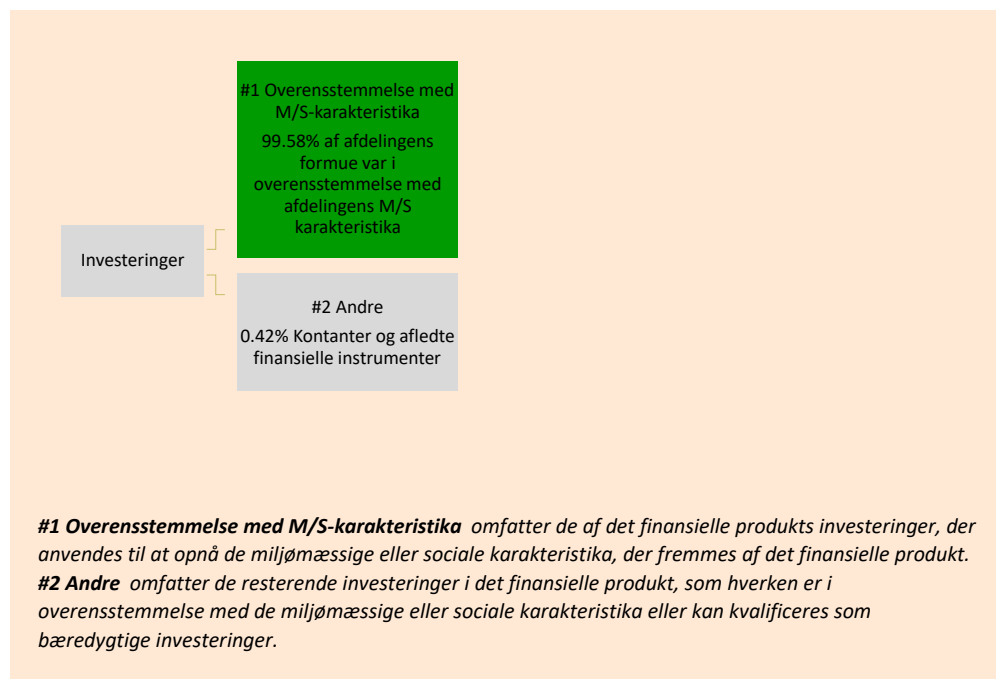 #1 Overensstemmelse med
M/S-karakteristika
99.58% af afdelingens
formue var i
overensstemmelse med
afdelingens M/S
karakteristika
Investeringer
#2 Andre
0.42% Kontanter og afledte
finansielle instrumenter
#1 Overensstemmelse med M/S-karakteristika omfatter de af det finansielle produkts investeringer, der
anvendes til at opnå de miljømæssige eller sociale karakteristika, der fremmes af det finansielle produkt.
#2 Andre omfatter de resterende investeringer i det finansielle produkt, som hverken er i
overensstemmelse med de miljømæssige eller sociale karakteristika eller kan kvalificeres som
bæredygtige investeringer.